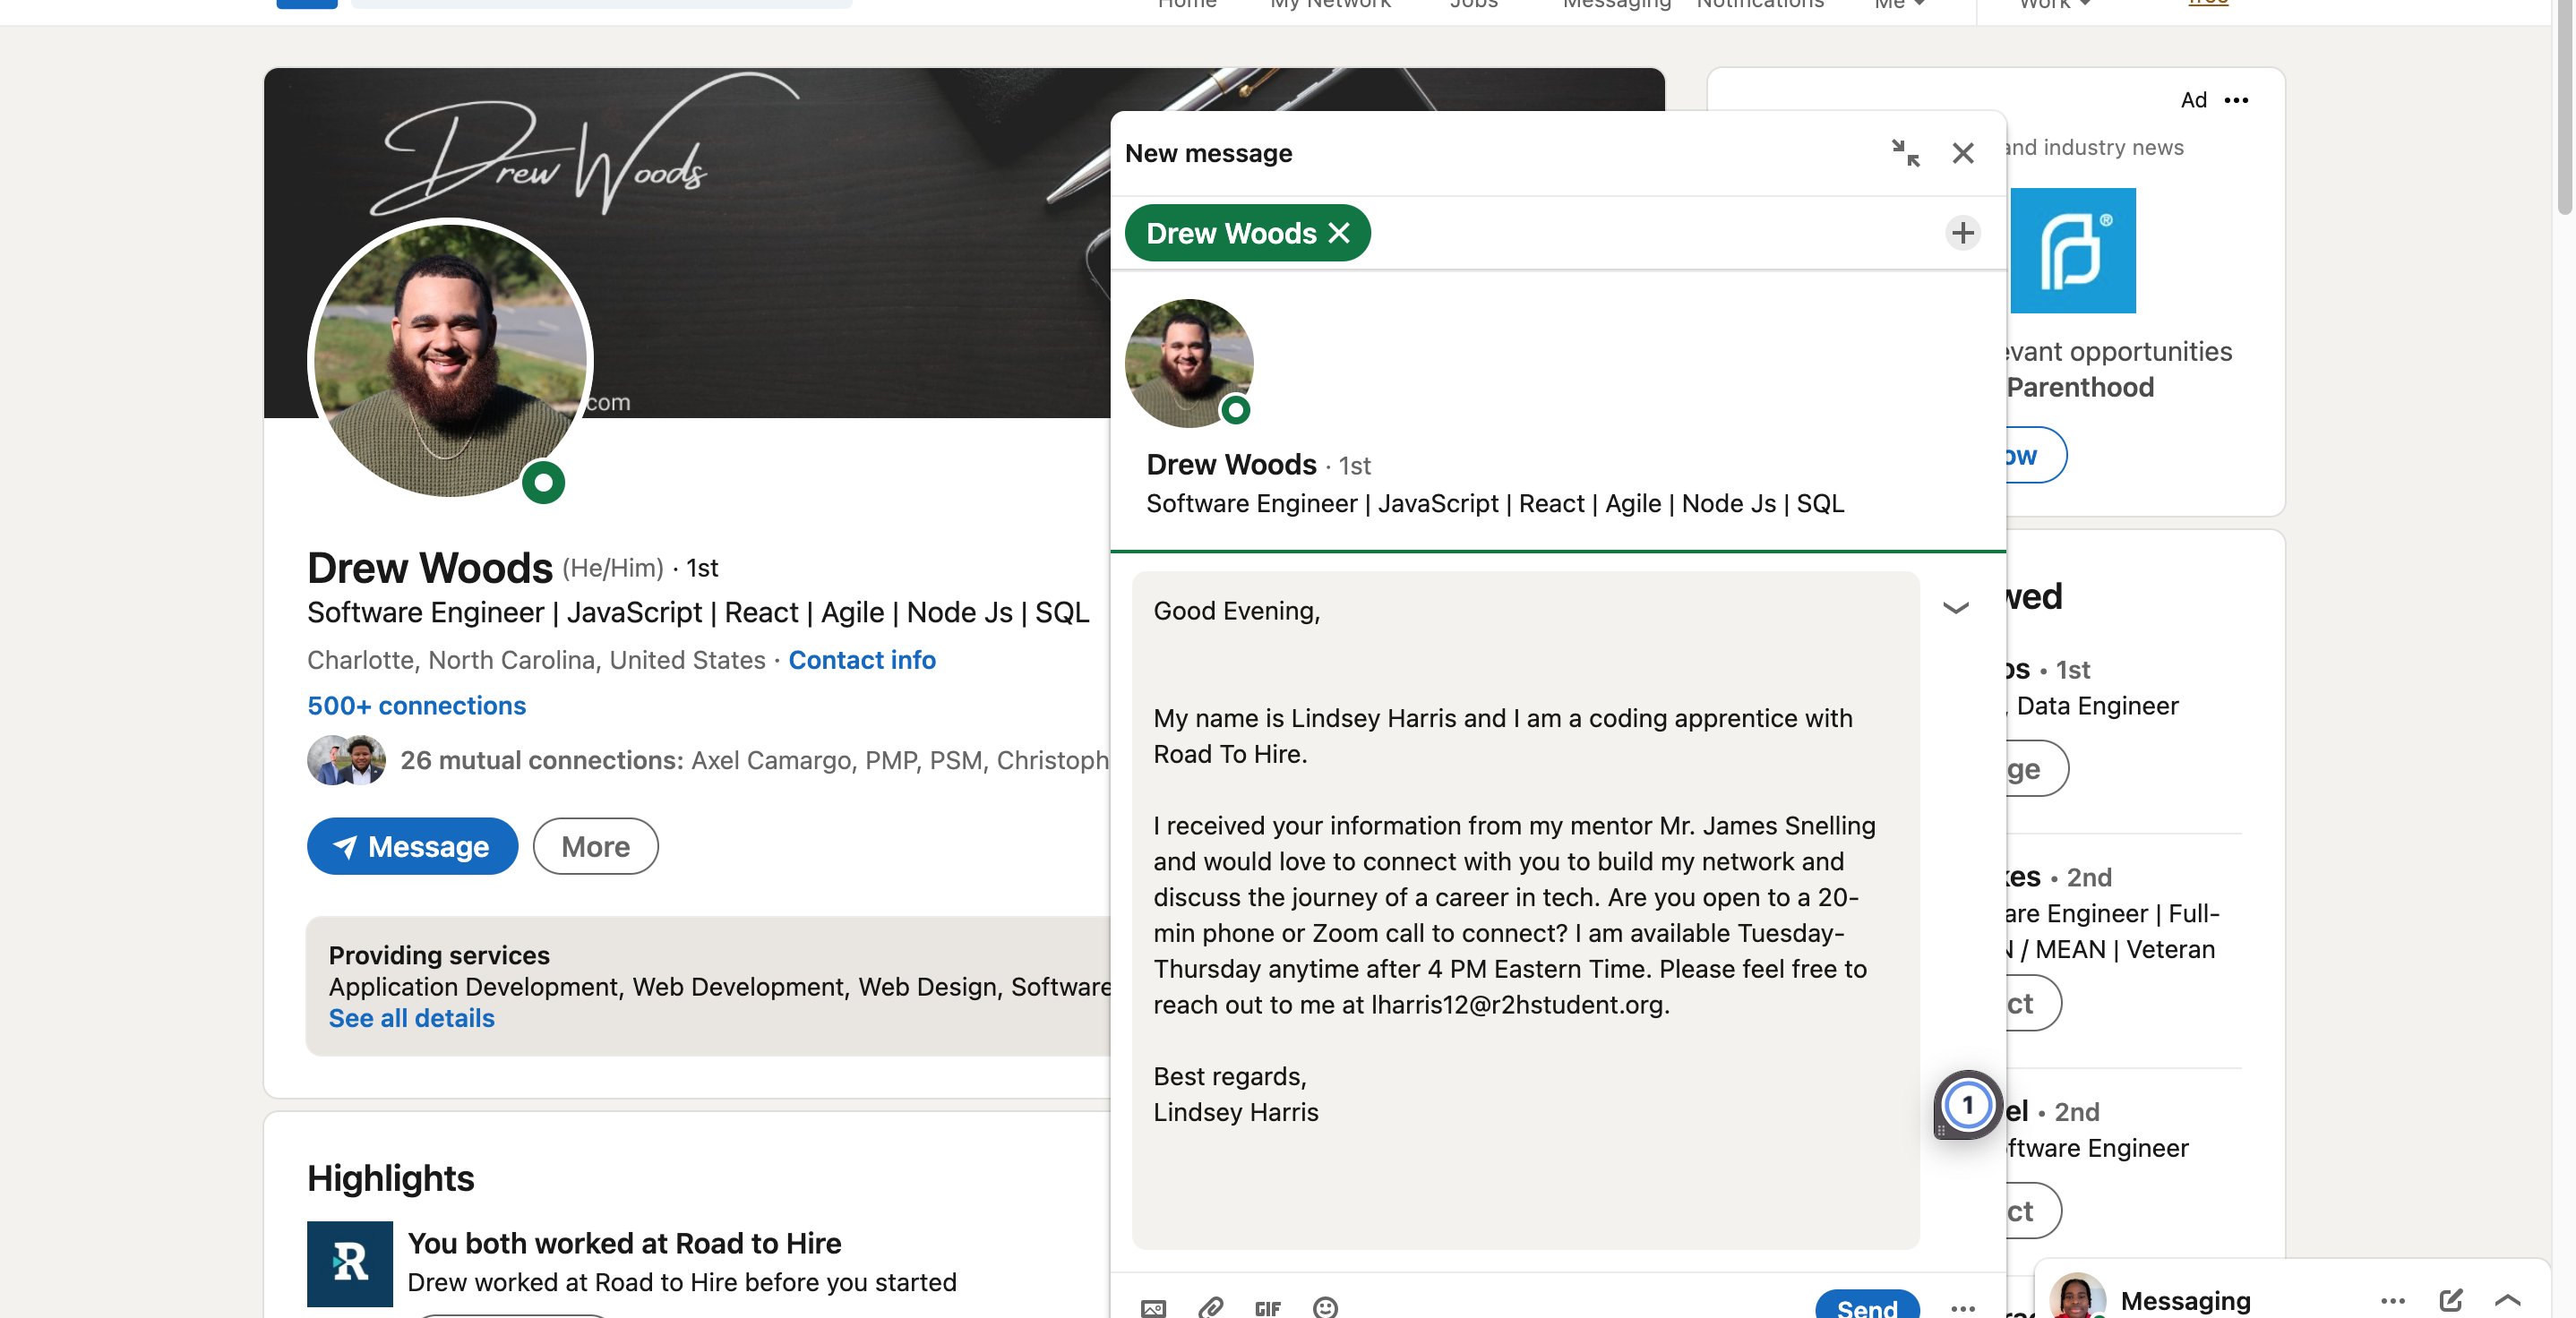 Home My Network Jobs Messaging Notifications Me Work free
Drew Woods
com
Drew Woods (He/Him) · 1st
Software Engineer | JavaScript | React | Agile | Node Js | SQL
Charlotte, North Carolina, United States · Contact info
500+ connections
26 mutual connections: Axel Camargo, PMP, PSM, Christoph
Message More
Providing services
Application Development, Web Development, Web Design, Software
See all details
Highlights
R
You both worked at Road to Hire
Drew worked at Road to Hire before you started
New message
Drew Woods
Drew Woods · 1st
Software Engineer | JavaScript | React | Agile | Node Js | SQL
Good Evening,
My name is Lindsey Harris and I am a coding apprentice with
Road To Hire.
I received your information from my mentor Mr. James Snelling
and would love to connect with you to build my network and
discuss the journey of a career in tech. Are you open to a 20-
min phone or Zoom call to connect? I am available Tuesday-
Thursday anytime after 4 PM Eastern Time. Please feel free to
reach out to me at lharris12@r2hstudent.org.
Best regards,
Lindsey Harris
1
GIF
Send
Ad
and industry news
evant opportunities
Parenthood
ow
wed
os • 1st
, Data Engineer
ge
kes • 2nd
are Engineer | Full-
N / MEAN | Veteran
ct
el • 2nd
oftware Engineer
ct
Messaging